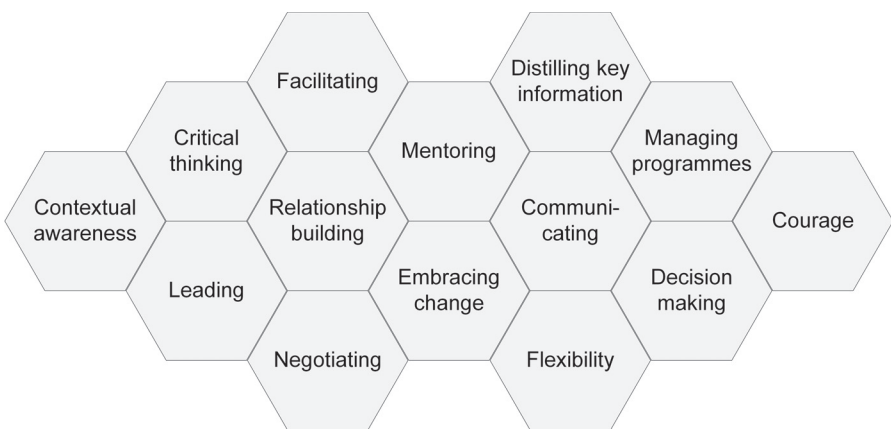 Facilitating
Distilling key
information
Critical
thinking
Mentoring
Managing
programmes
Contextual
awareness
Relationship
building
Communi-
cating
Courage
Leading
Embracing
change
Decision
making
Negotiating
Flexibility